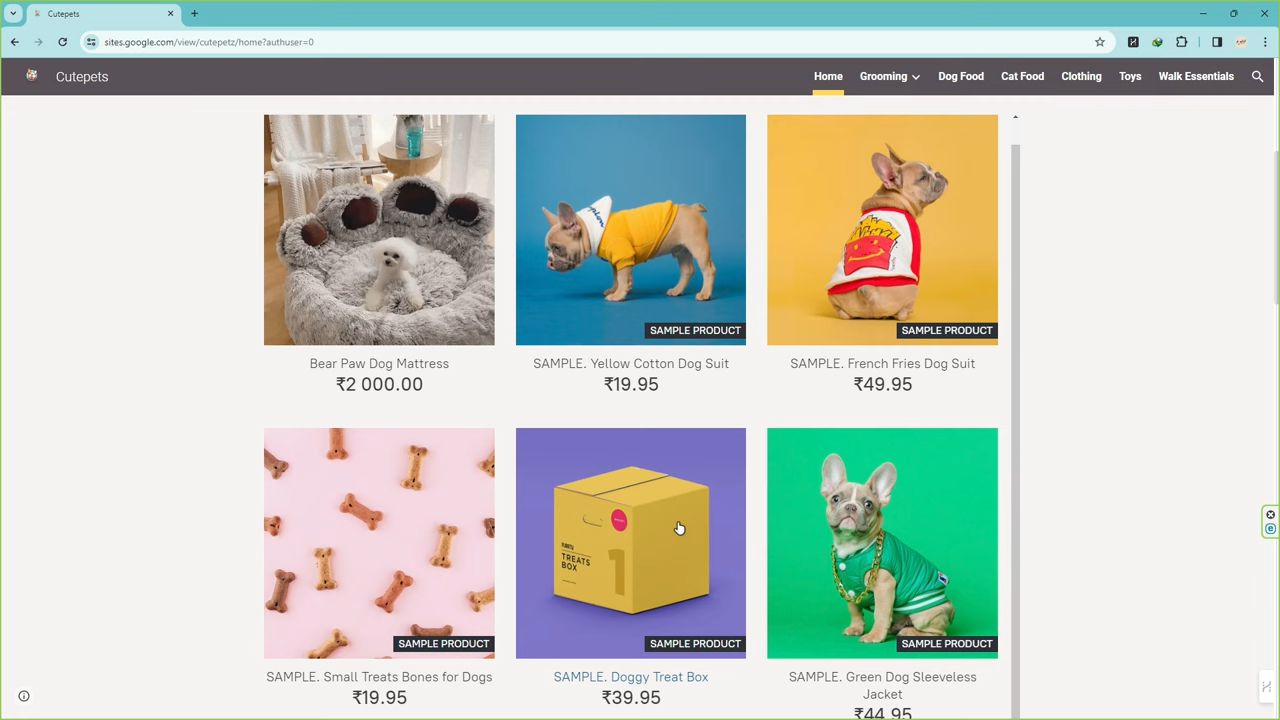 Cutepets
sites.google.com/view/cutepetz/home?authuser=0
Cutepets
Home
Grooming
Dog Food
Cat Food
Clothing
Toys
Walk Essentials
SAMPLE PRODUCT
SAMPLE PRODUCT
Bear Paw Dog Mattress
₹2 000.00
SAMPLE. Yellow Cotton Dog Suit
₹19.95
SAMPLE. French Fries Dog Suit
₹49.95
TREATS
BOX
1
SAMPLE PRODUCT
SAMPLE PRODUCT
SAMPLE PRODUCT
SAMPLE. Small Treats Bones for Dogs
₹19.95
SAMPLE. Doggy Treat Box
₹39.95
SAMPLE. Green Dog Sleeveless
Jacket
₹44.95